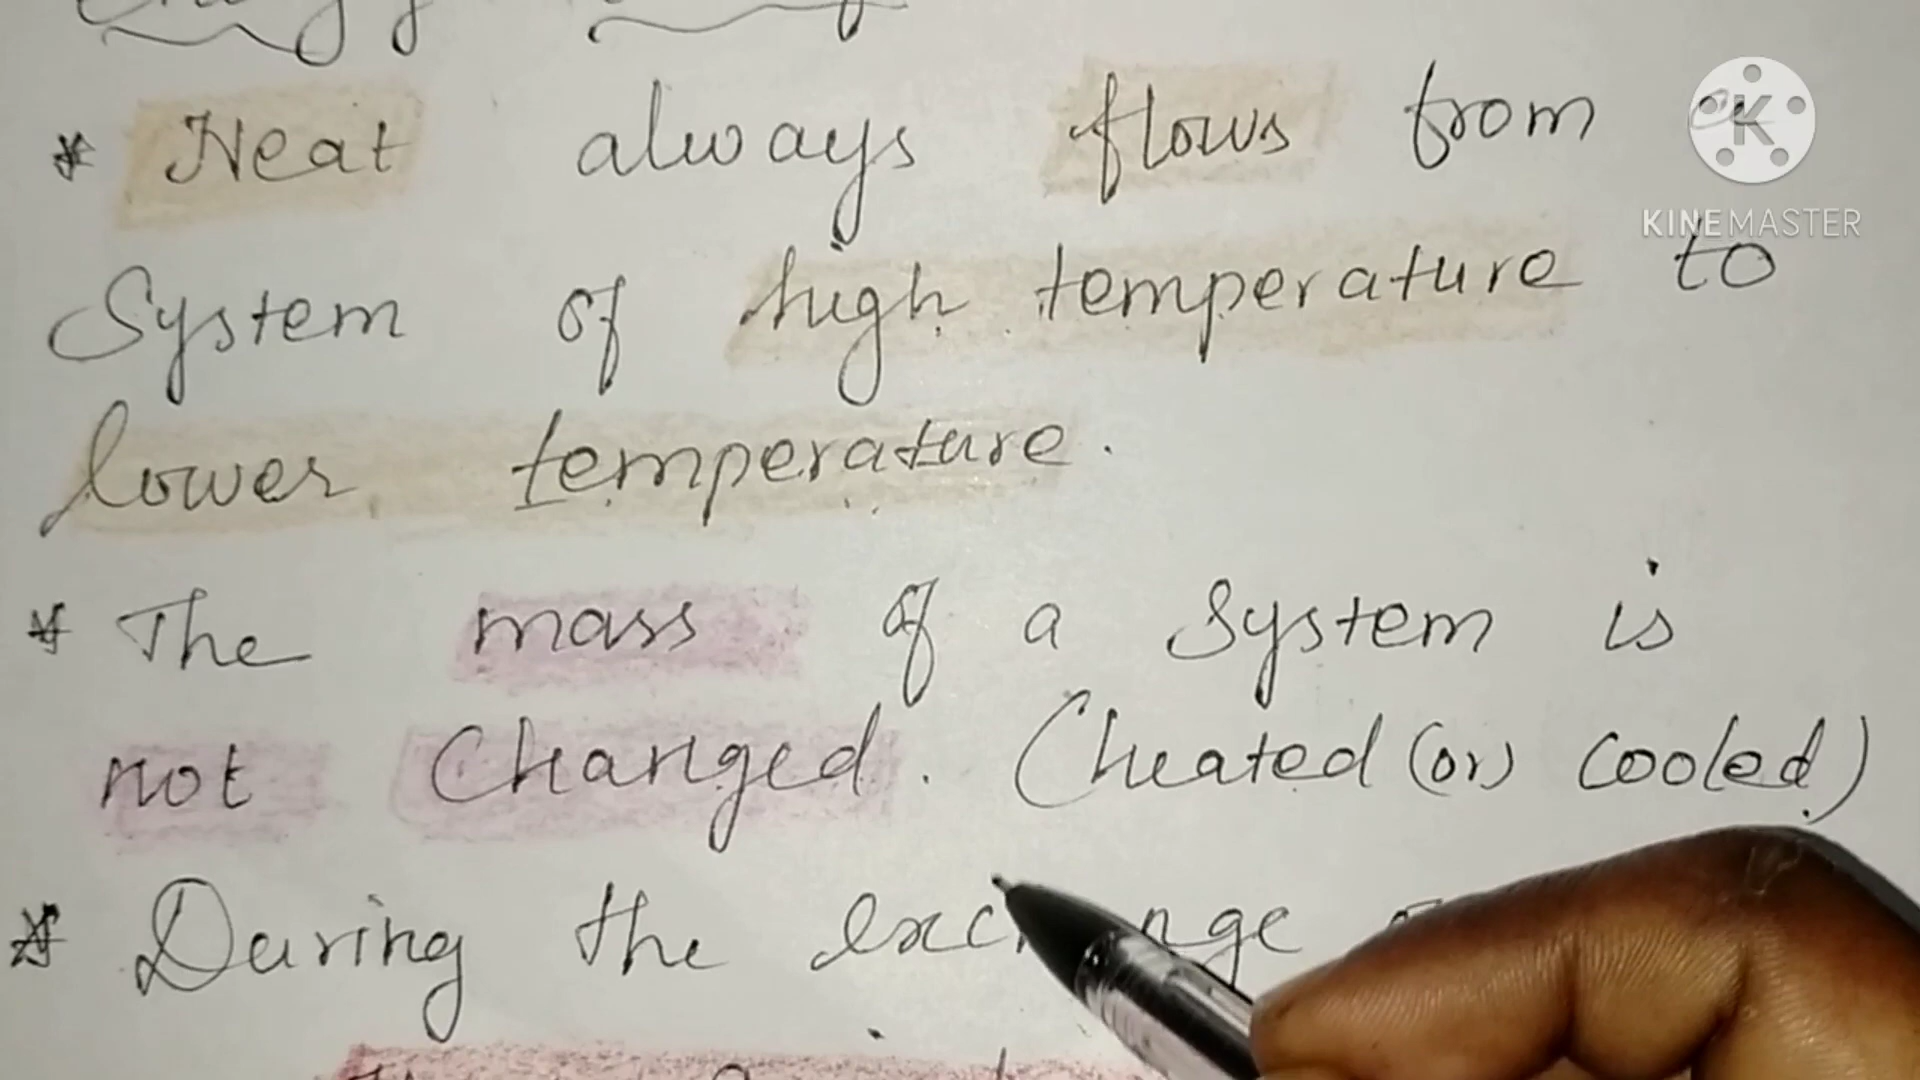 * Heat always flows from a
System of high temperature to
lower temperature.
* The mass of a System is
not Changed. (heated (or) cooled)
* During the
KINEMASTER